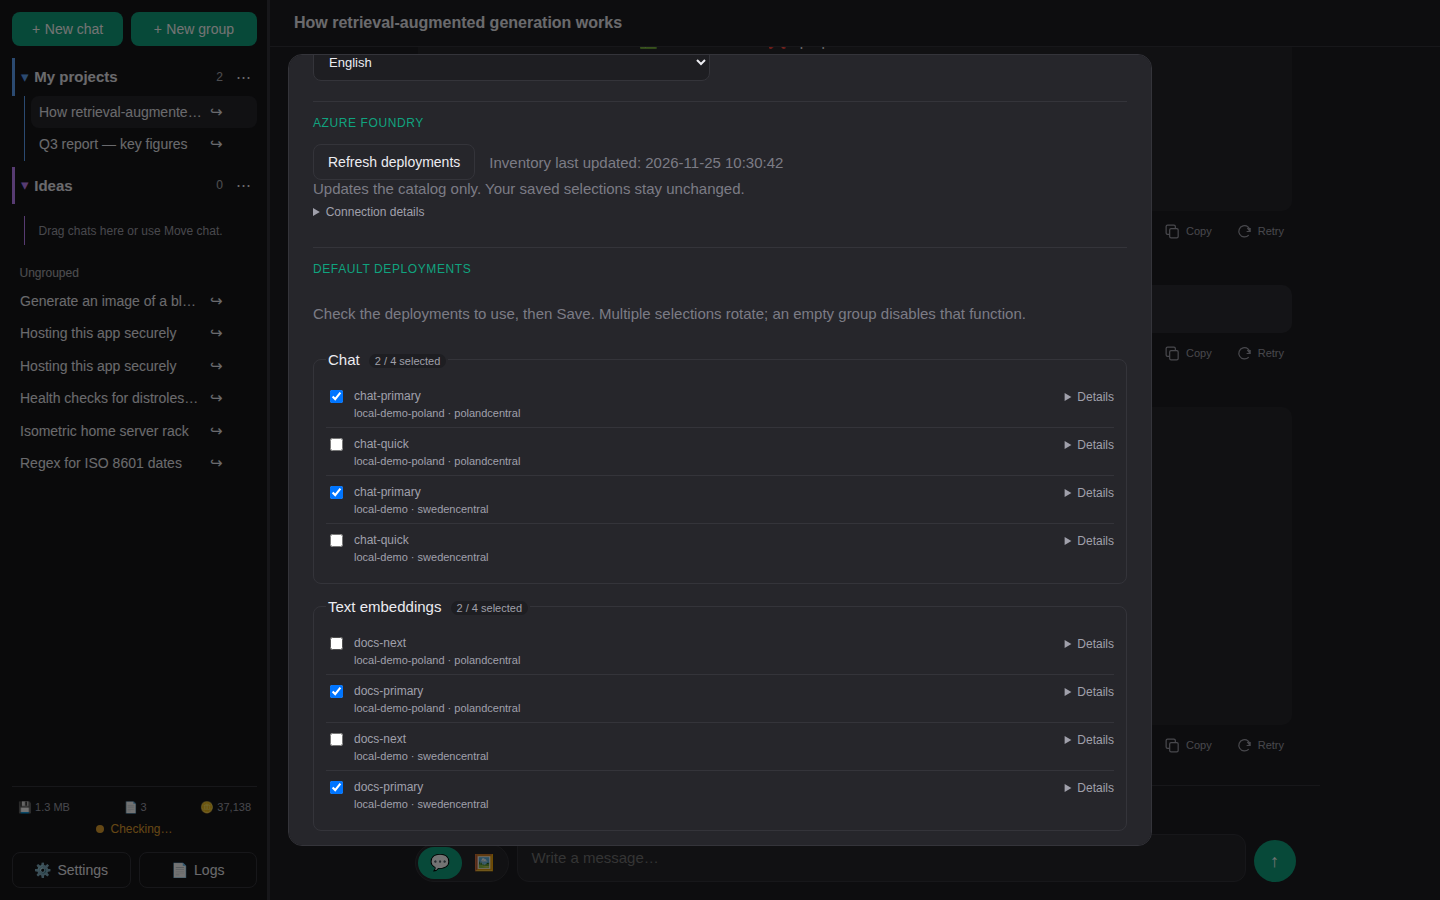 + New chat
+ New group
My projects 2 ...
How retrieval-augmente...
Q3 report — key figures
Ideas 0 ...
Drag chats here or use Move chat.
Ungrouped
Generate an image of a bl...
Hosting this app securely
Hosting this app securely
Health checks for distroles...
Isometric home server rack
Regex for ISO 8601 dates
1.3 MB
3
37,138
Checking...
Settings
Logs
How retrieval-augmented generation works
English
AZURE FOUNDRY
Refresh deployments Inventory last updated: 2026-11-25 10:30:42
Updates the catalog only. Your saved selections stay unchanged.
Connection details
DEFAULT DEPLOYMENTS
Check the deployments to use, then Save. Multiple selections rotate; an empty group disables that function.
Chat 2 / 4 selected
chat-primary Details
local-demo-poland · polandcentral
chat-quick Details
local-demo-poland · polandcentral
chat-primary Details
local-demo · swedencentral
chat-quick Details
local-demo · swedencentral
Text embeddings 2 / 4 selected
docs-next Details
local-demo-poland · polandcentral
docs-primary Details
local-demo-poland · polandcentral
docs-next Details
local-demo · swedencentral
docs-primary Details
local-demo · swedencentral
Copy Retry
Copy Retry
Copy Retry
Write a message...